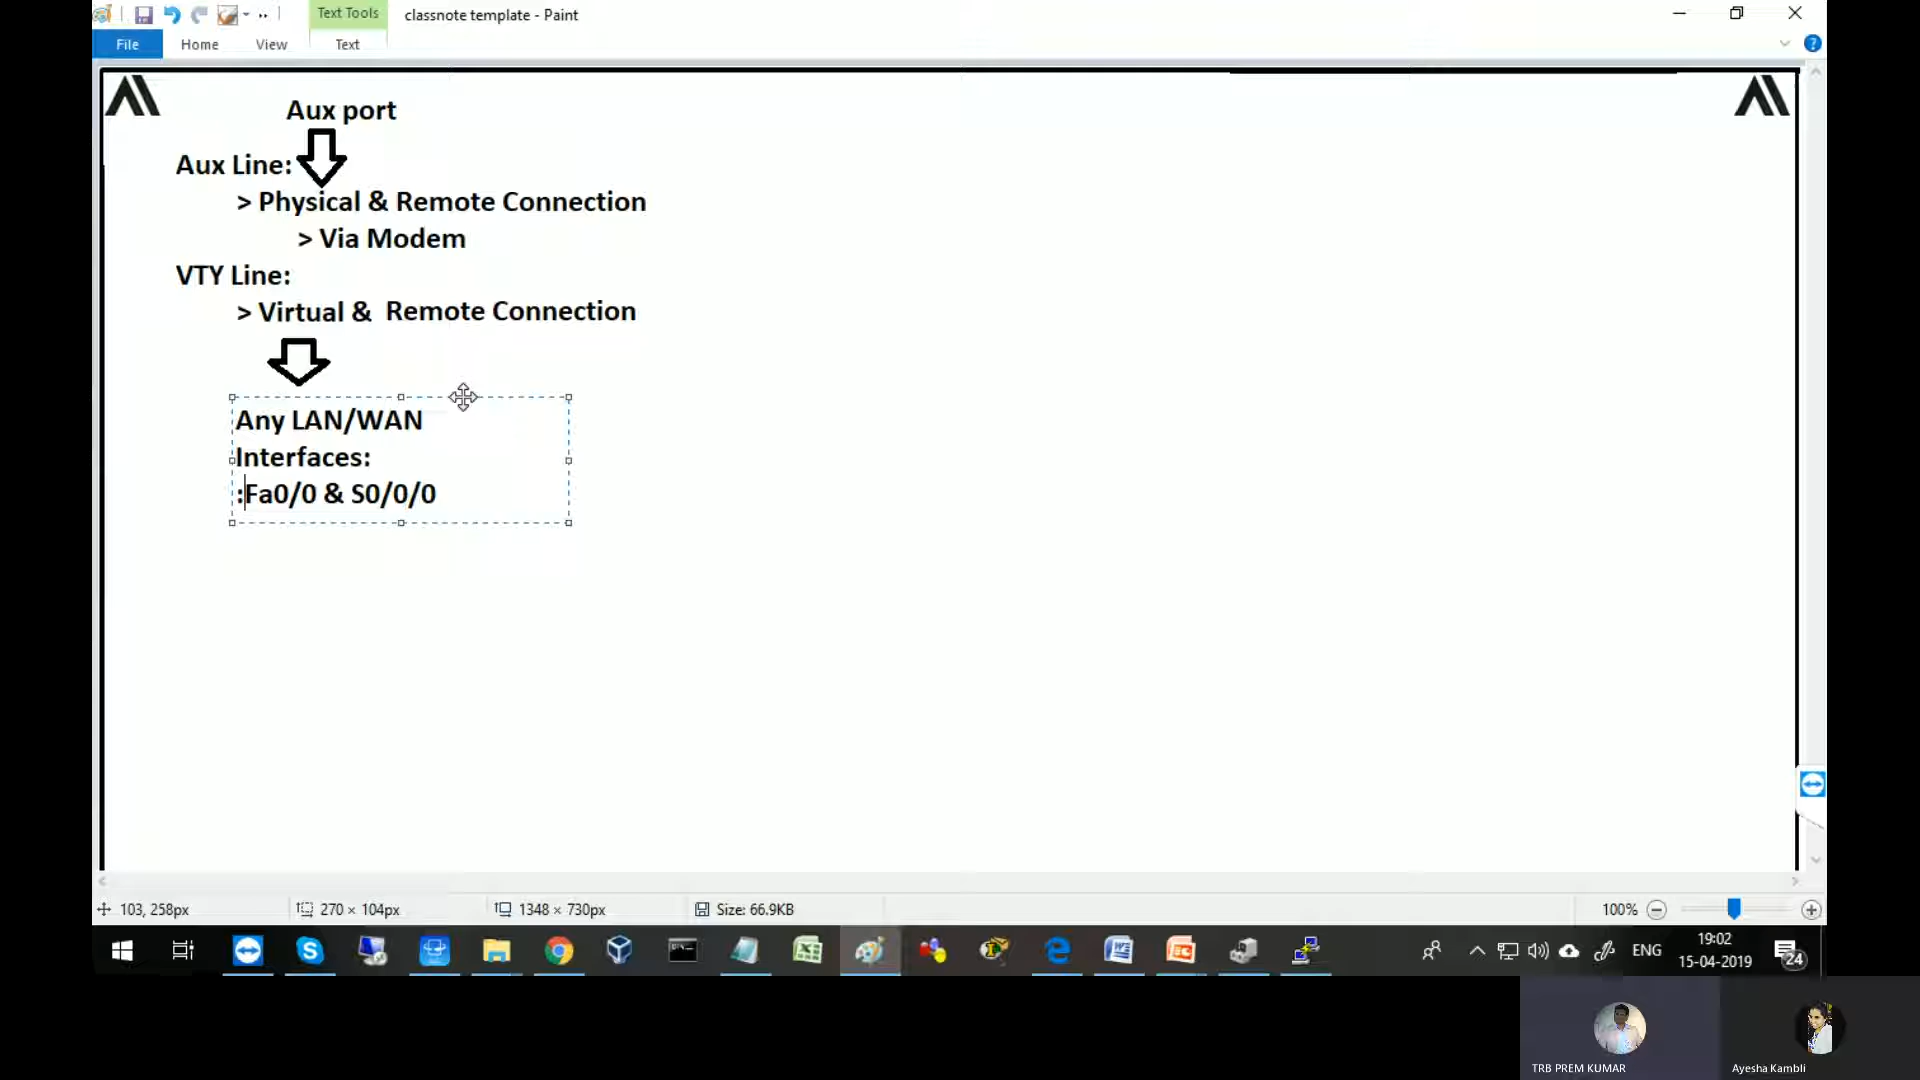 Text Tools
classnote template - Paint
File
Home
View
Text
Aux port
Aux Line:
> Physical & Remote Connection
> Via Modem
VTY Line:
> Virtual & Remote Connection
Any LAN/WAN
Interfaces:
:Fa0/0 & S0/0/0
103, 258px
270 × 104px
1348 × 730px
Size: 66.9KB
100%
ENG
19:02
15-04-2019
24
TRB PREM KUMAR
Ayesha Kambli